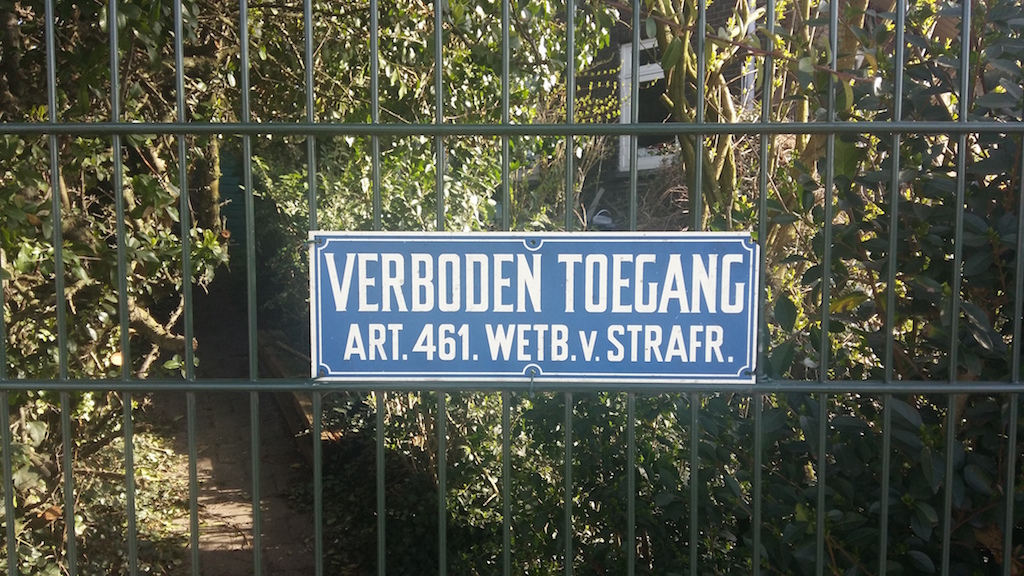 VERBODEN TOEGANG
ART. 461. WETB. v. STRAFR.